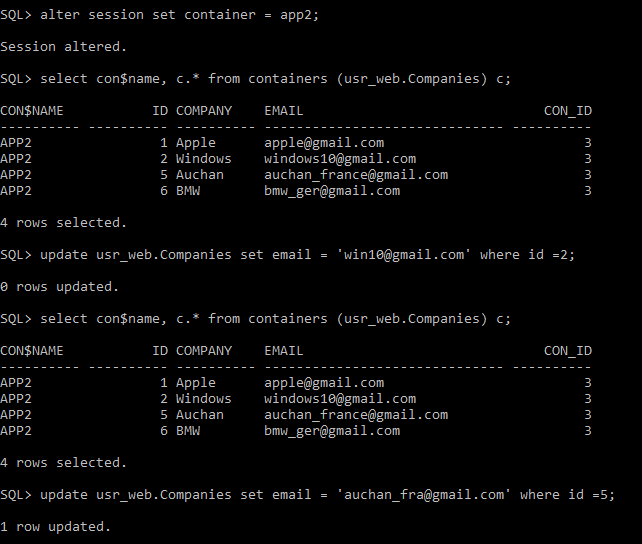 SQL> alter session set container = app2;
Session altered.
SQL> select con$name, c.* from containers (usr_web.Companies) c;
CON$NAME           ID COMPANY    EMAIL                              CON_ID
---------- ---------- ---------- ------------------------------ ----------
APP2                1 Apple      apple@gmail.com                         3
APP2                2 Windows    windows10@gmail.com                     3
APP2                5 Auchan     auchan_france@gmail.com                 3
APP2                6 BMW        bmw_ger@gmail.com                       3
4 rows selected.
SQL> update usr_web.Companies set email = 'win10@gmail.com' where id =2;
0 rows updated.
SQL> select con$name, c.* from containers (usr_web.Companies) c;
CON$NAME           ID COMPANY    EMAIL                              CON_ID
---------- ---------- ---------- ------------------------------ ----------
APP2                1 Apple      apple@gmail.com                         3
APP2                2 Windows    windows10@gmail.com                     3
APP2                5 Auchan     auchan_france@gmail.com                 3
APP2                6 BMW        bmw_ger@gmail.com                       3
4 rows selected.
SQL> update usr_web.Companies set email = 'auchan_fra@gmail.com' where id =5;
1 row updated.